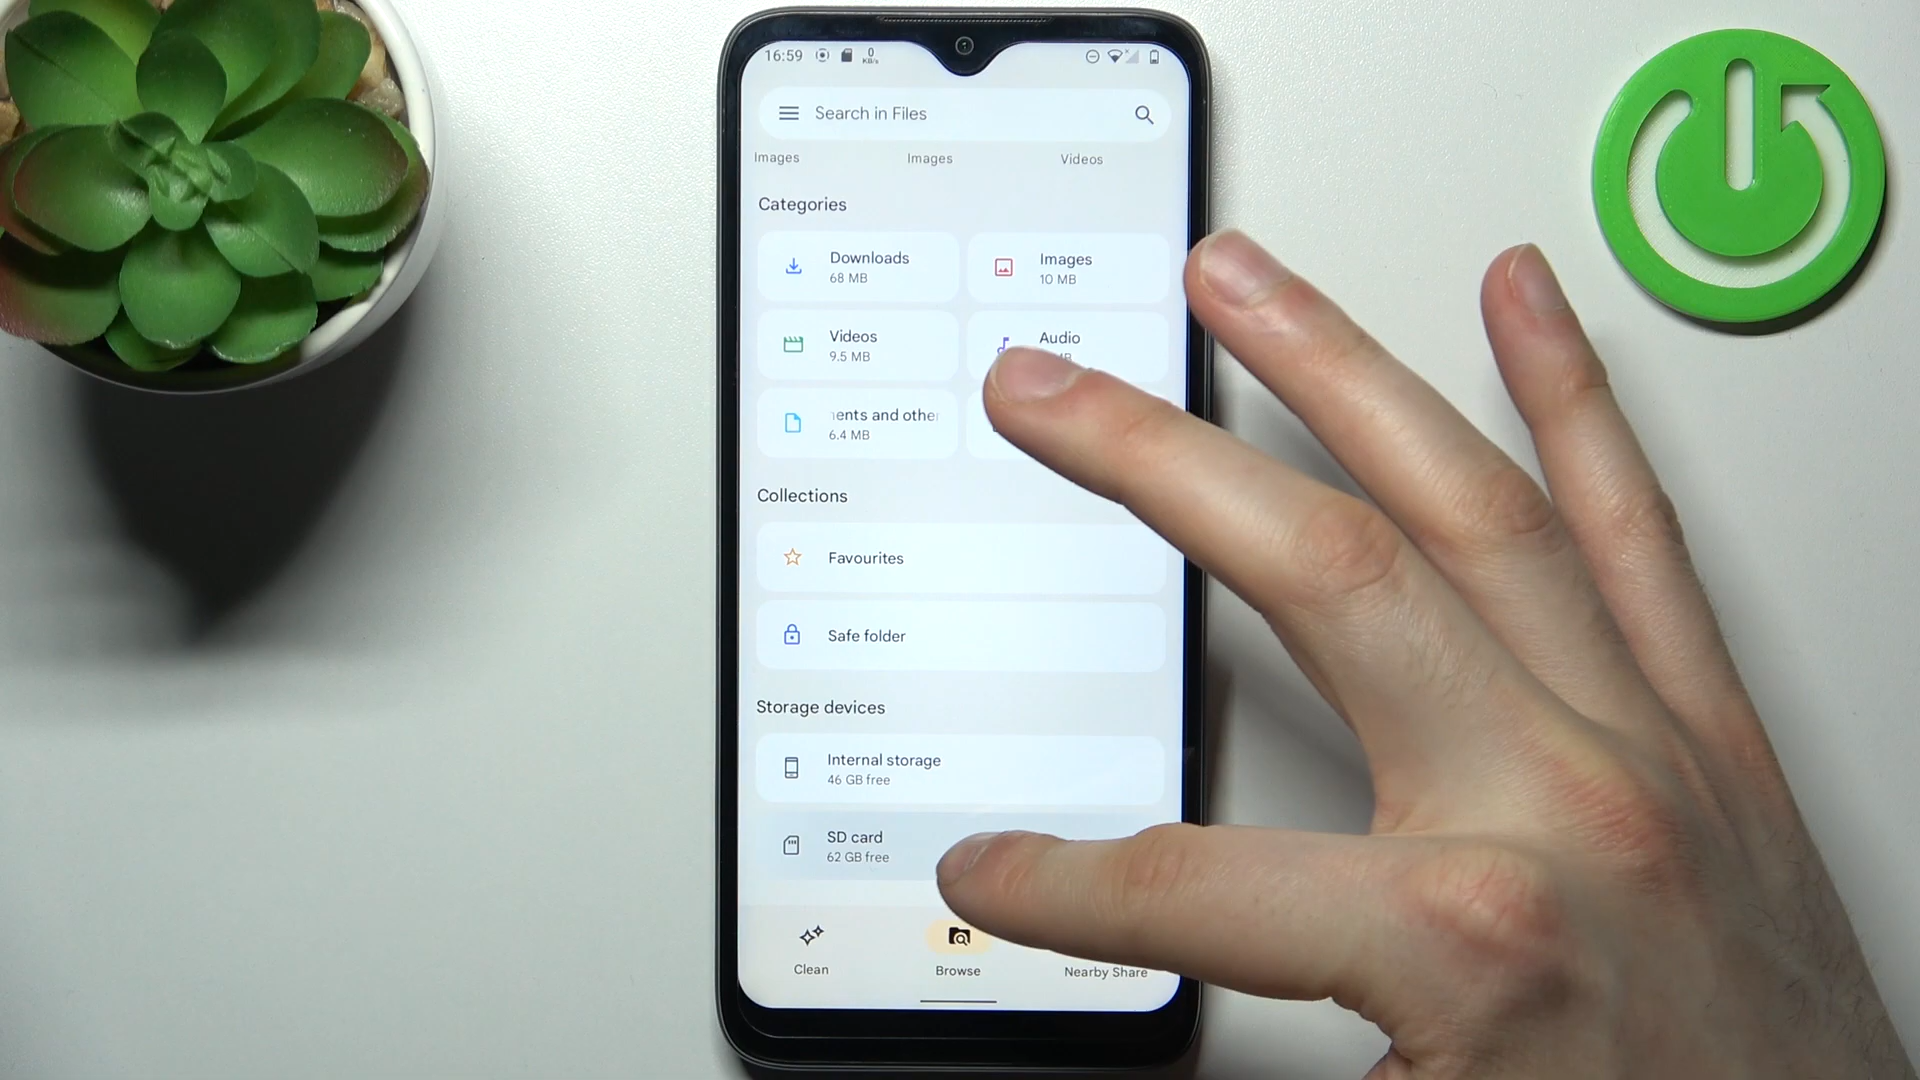 16:59
0
KB/s
Search in Files
Images Images Videos
Categories
Downloads
68 MB
Images
10 MB
Videos
9.5 MB
Audio
ents and other
6.4 MB
Collections
Favourites
Safe folder
Storage devices
Internal storage
46 GB free
SD card
62 GB free
Clean Browse Nearby Share